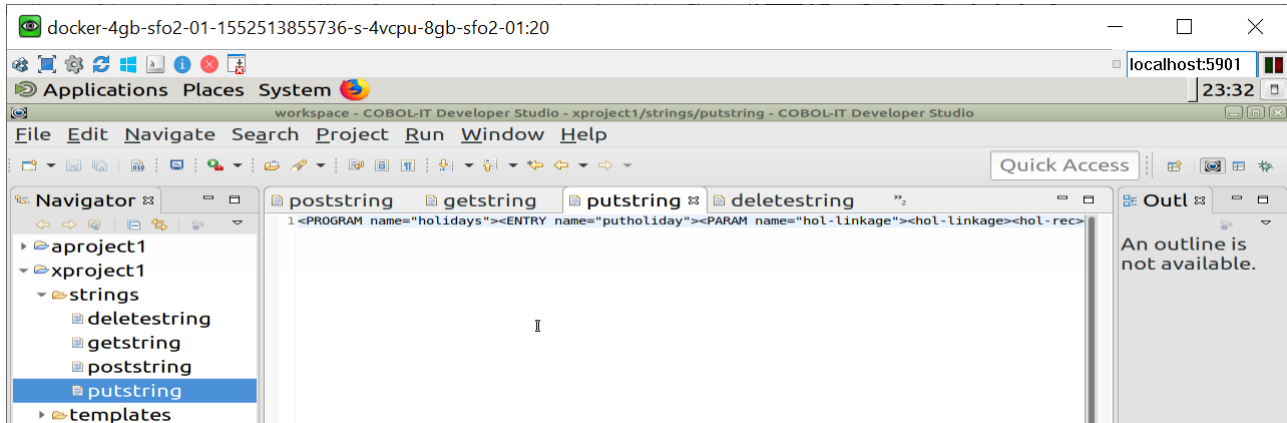 docker-4gb-sfo2-01-1552513855736-s-4vcpu-8gb-sfo2-01:20
localhost:5901
Applications Places System
23:32
workspace - COBOL-IT Developer Studio - xproject1/strings/putstring - COBOL-IT Developer Studio
File Edit Navigate Search Project Run Window Help
Quick Access
Navigator
poststring getstring putstring deletestring »2
Outl
1 <PROGRAM name="holidays"><ENTRY name="putholiday"><PARAM name="hol-linkage"><hol-linkage><hol-rec>
An outline is
not available.
aproject1
xproject1
strings
deletestring
getstring
poststring
putstring
templates